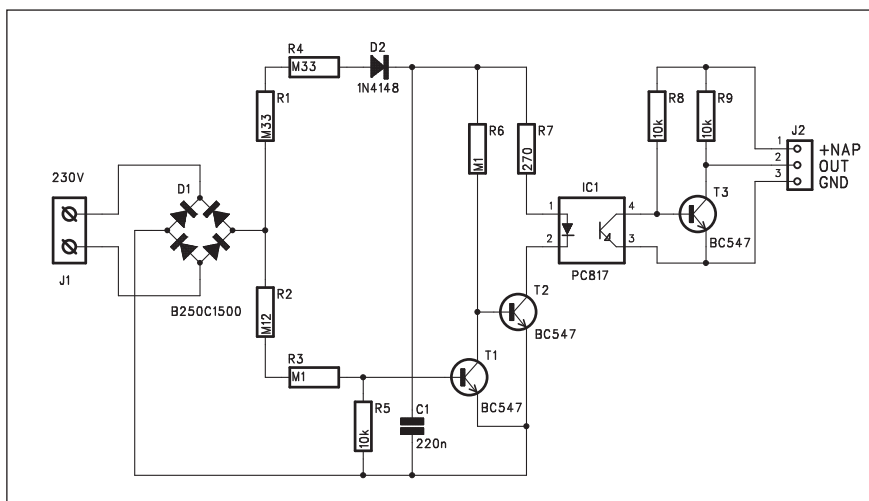 R4
M33
D2
1N4148
R1
M33
R6
M1
R7
270
R8
10k
R9
10k
J2
1
+NAP
2
OUT
3
GND
230V
D1
J1
B250C1500
IC1
1
4
2
3
PC817
T3
BC547
R2
M12
T2
BC547
R3
M1
T1
BC547
R5
10k
C1
220n